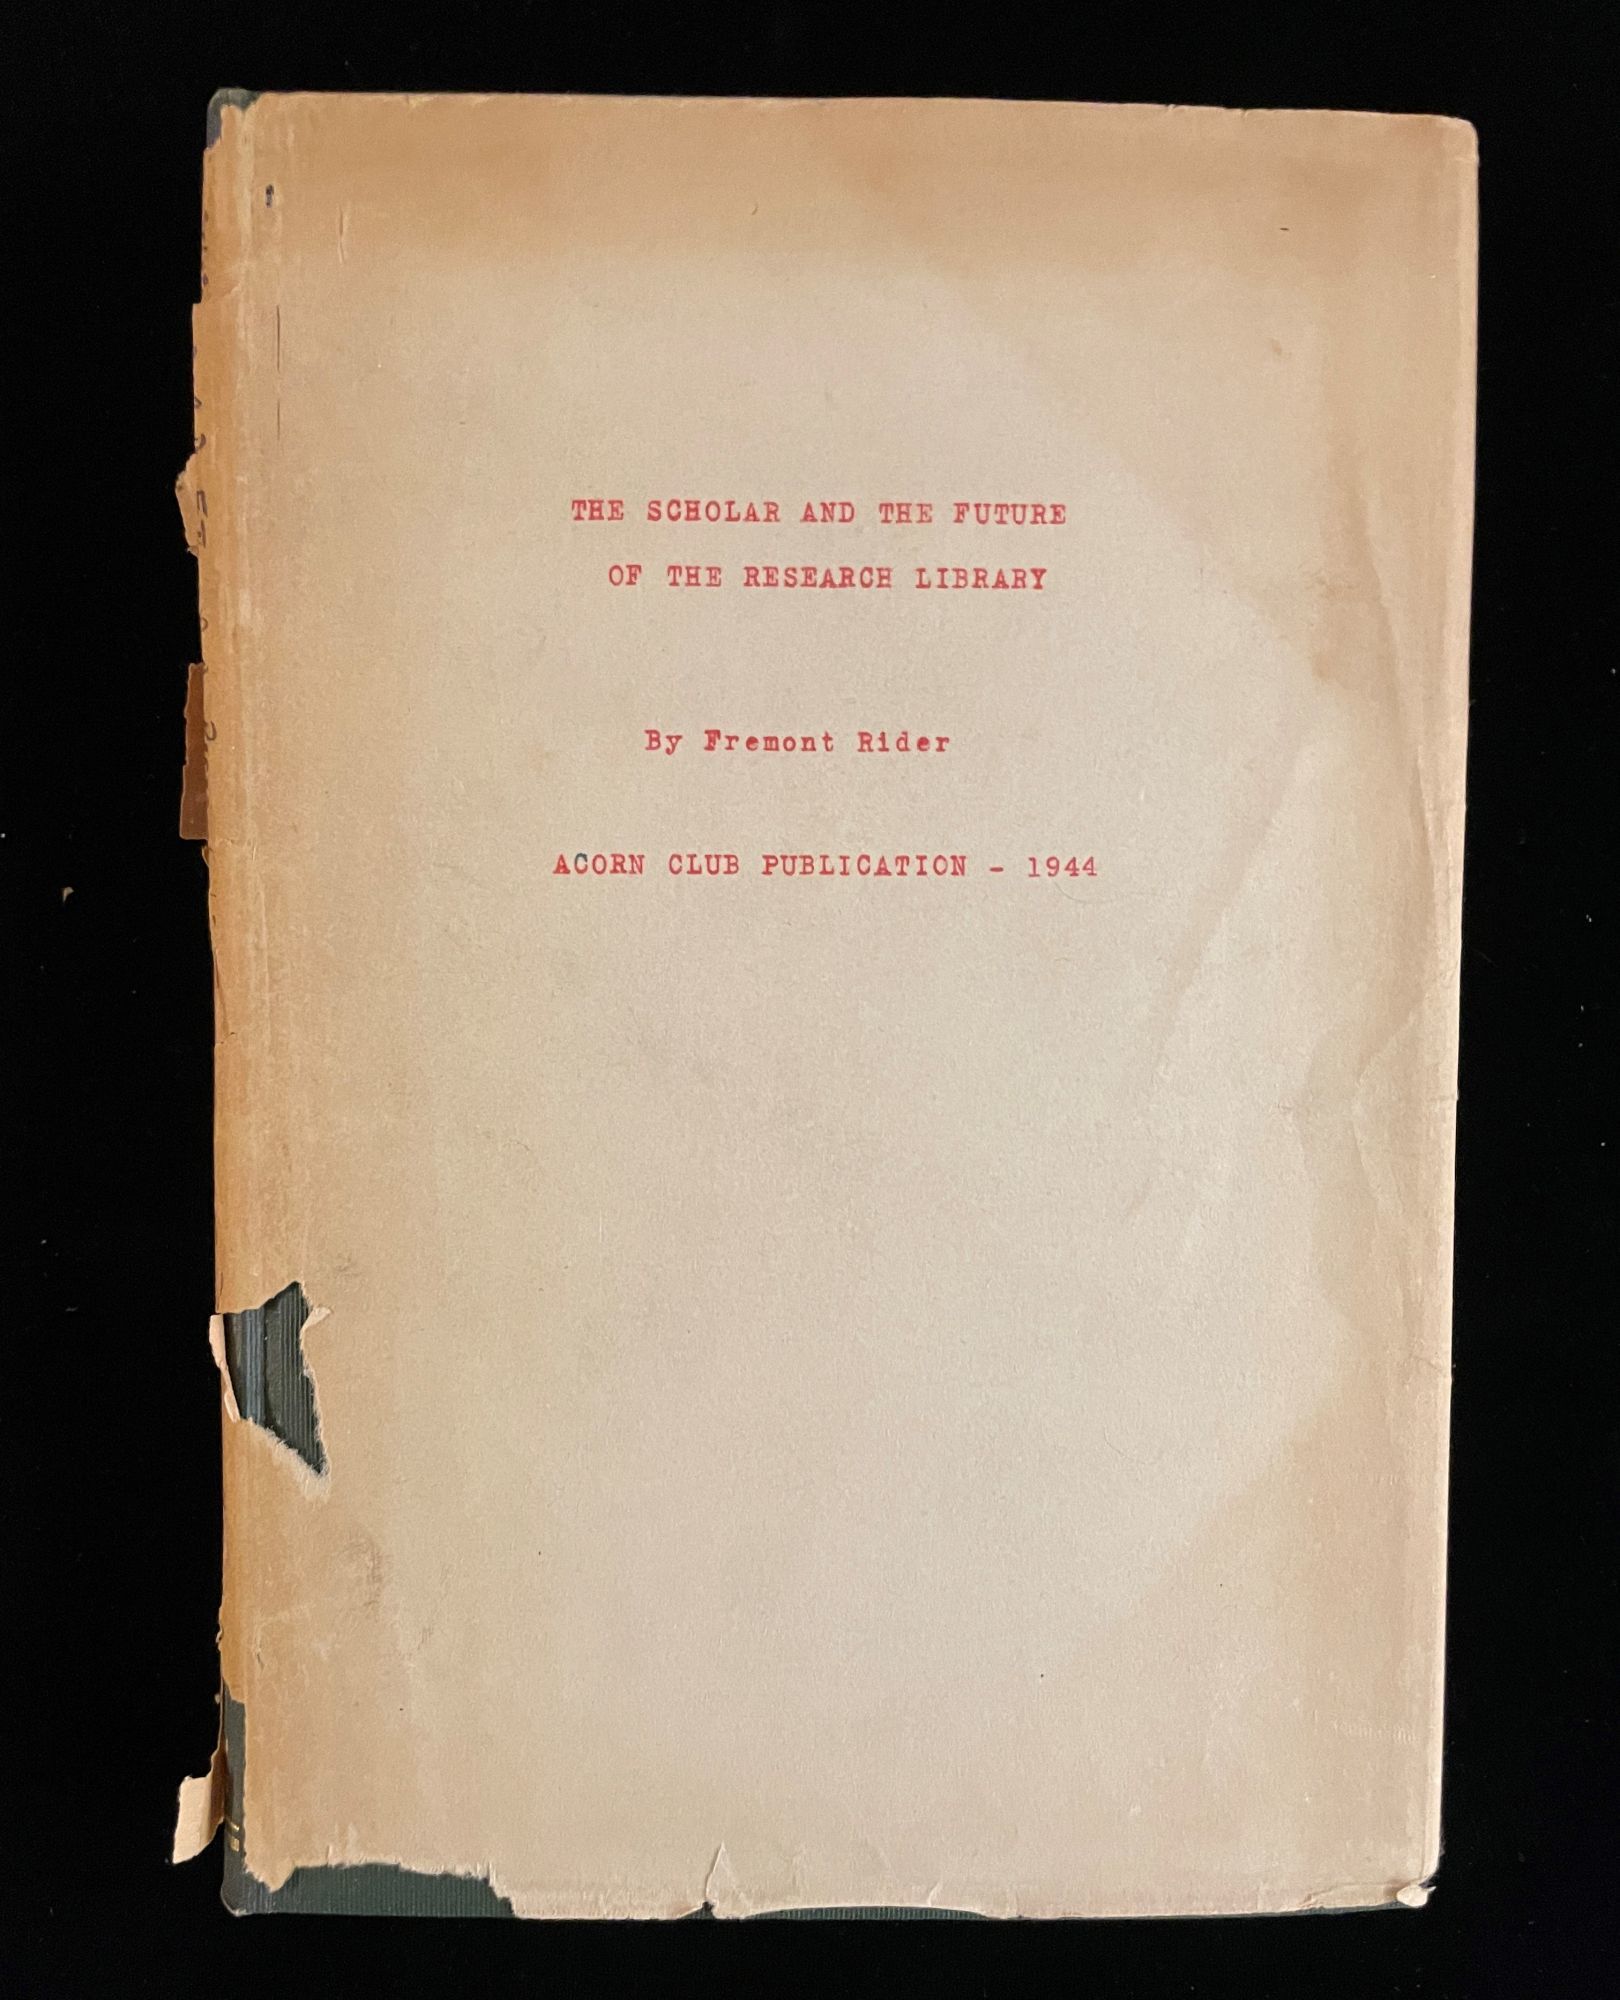 THE SCHOLAR AND THE FUTURE
OF THE RESEARCH LIBRARY
By Fremont Rider
ACORN CLUB PUBLICATION - 1944